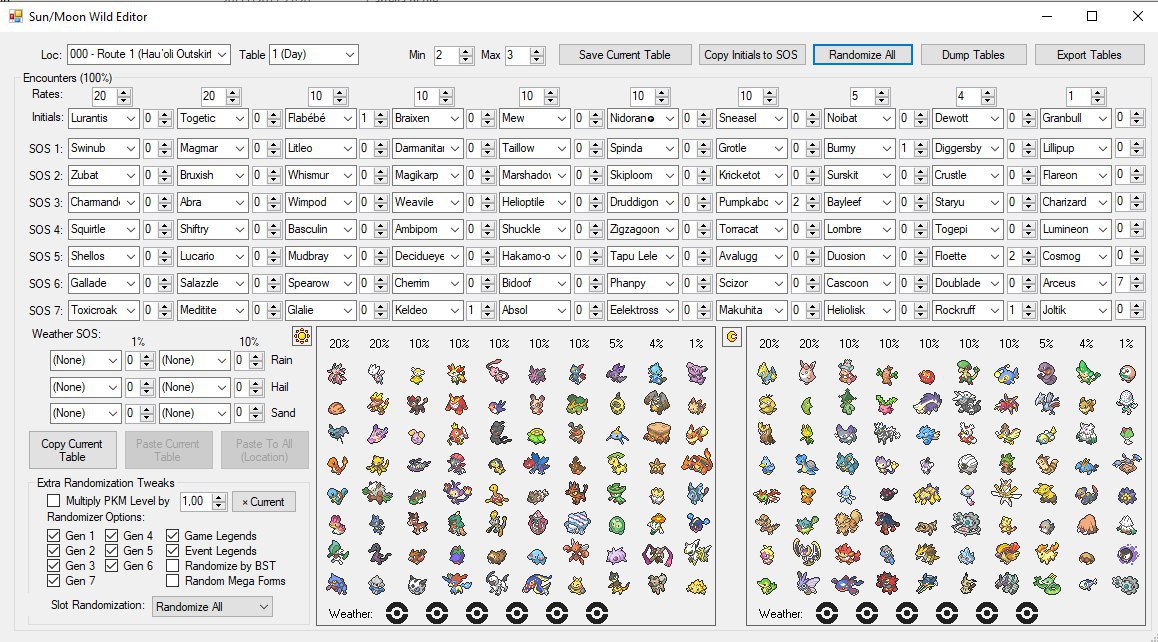 Sun/Moon Wild Editor
Loc: 000 - Route 1 (Hau'oli Outskirt Table 1 (Day) Min 2 Max 3 Save Current Table Copy Initials to SOS Randomize All Dump Tables Export Tables
Encounters (100%)
Rates: 20 20 10 10 10 10 10 5 4 1
Initials: Lurantis 0 Togetic 0 Flabébé 1 Braixen 0 Mew 0 Nidoran 0 Sneasel 0 Noibat 0 Dewott 0 Granbull 0
SOS 1: Swinub 0 Magmar 0 Litleo 0 Darmanitan 0 Taillow 0 Spinda 0 Grotle 0 Burmy 1 Diggersby 0 Lillipup 0
SOS 2: Zubat 0 Bruxish 0 Whismur 0 Magikarp 0 Marshadow 0 Skiploom 0 Kricketot 0 Surskit 0 Crustle 0 Flareon 0
SOS 3: Charmande 0 Abra 0 Wimpod 0 Weavile 0 Helioptile 0 Druddigon 0 Pumpkabo 2 Bayleef 0 Staryu 0 Charizard 0
SOS 4: Squirtle 0 Shiftry 0 Basculin 0 Ambipom 0 Shuckle 0 Zigzagoon 0 Torracat 0 Lombre 0 Togepi 0 Lumineon 0
SOS 5: Shellos 0 Lucario 0 Mudbray 0 Decidueye 0 Hakamo-o 0 Tapu Lele 0 Avalugg 0 Duosion 0 Floette 2 Cosmog 0
SOS 6: Gallade 0 Salazzle 0 Spearow 0 Cherrim 0 Bidoof 0 Phanpy 0 Scizor 0 Cascoon 0 Doublade 0 Arceus 7
SOS 7: Toxicroak 0 Meditite 0 Glalie 0 Keldeo 1 Absol 0 Eelektross 0 Makuhita 0 Heliolisk 0 Rockruff 1 Joltik 0
Weather SOS:
1% 10%
(None) 0 (None) 0 Rain
(None) 0 (None) 0 Hail
(None) 0 (None) 0 Sand
Copy Current Table
Paste Current Table
Paste To All (Location)
Extra Randomization Tweaks
Multiply PKM Level by 1,00 × Current
Randomizer Options:
Gen 1 Gen 4 Game Legends
Gen 2 Gen 5 Event Legends
Gen 3 Gen 6 Randomize by BST
Gen 7 Random Mega Forms
Slot Randomization: Randomize All
20% 20% 10% 10% 10% 10% 10% 5% 4% 1%
Weather:
20% 20% 10% 10% 10% 10% 10% 5% 4% 1%
Weather: